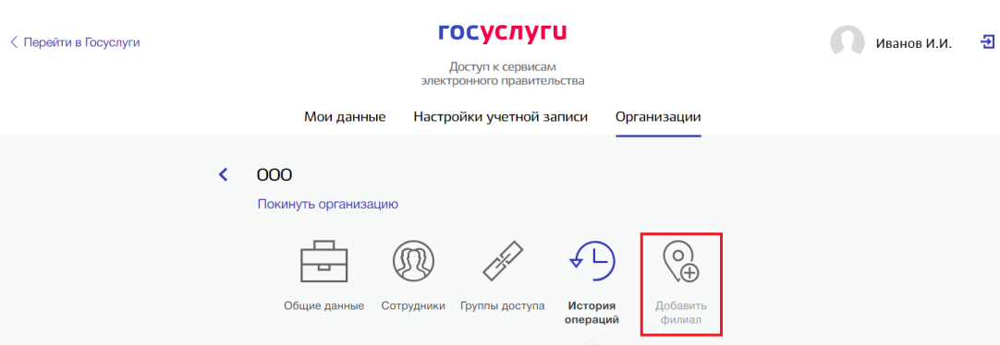 Перейти в Госуслуги
госуслуги
Иванов И.И.
Доступ к сервисам
электронного правительства
Мои данные Настройки учетной записи Организации
ООО
Покинуть организацию
Общие данные Сотрудники Группы доступа История операций Добавить филиал